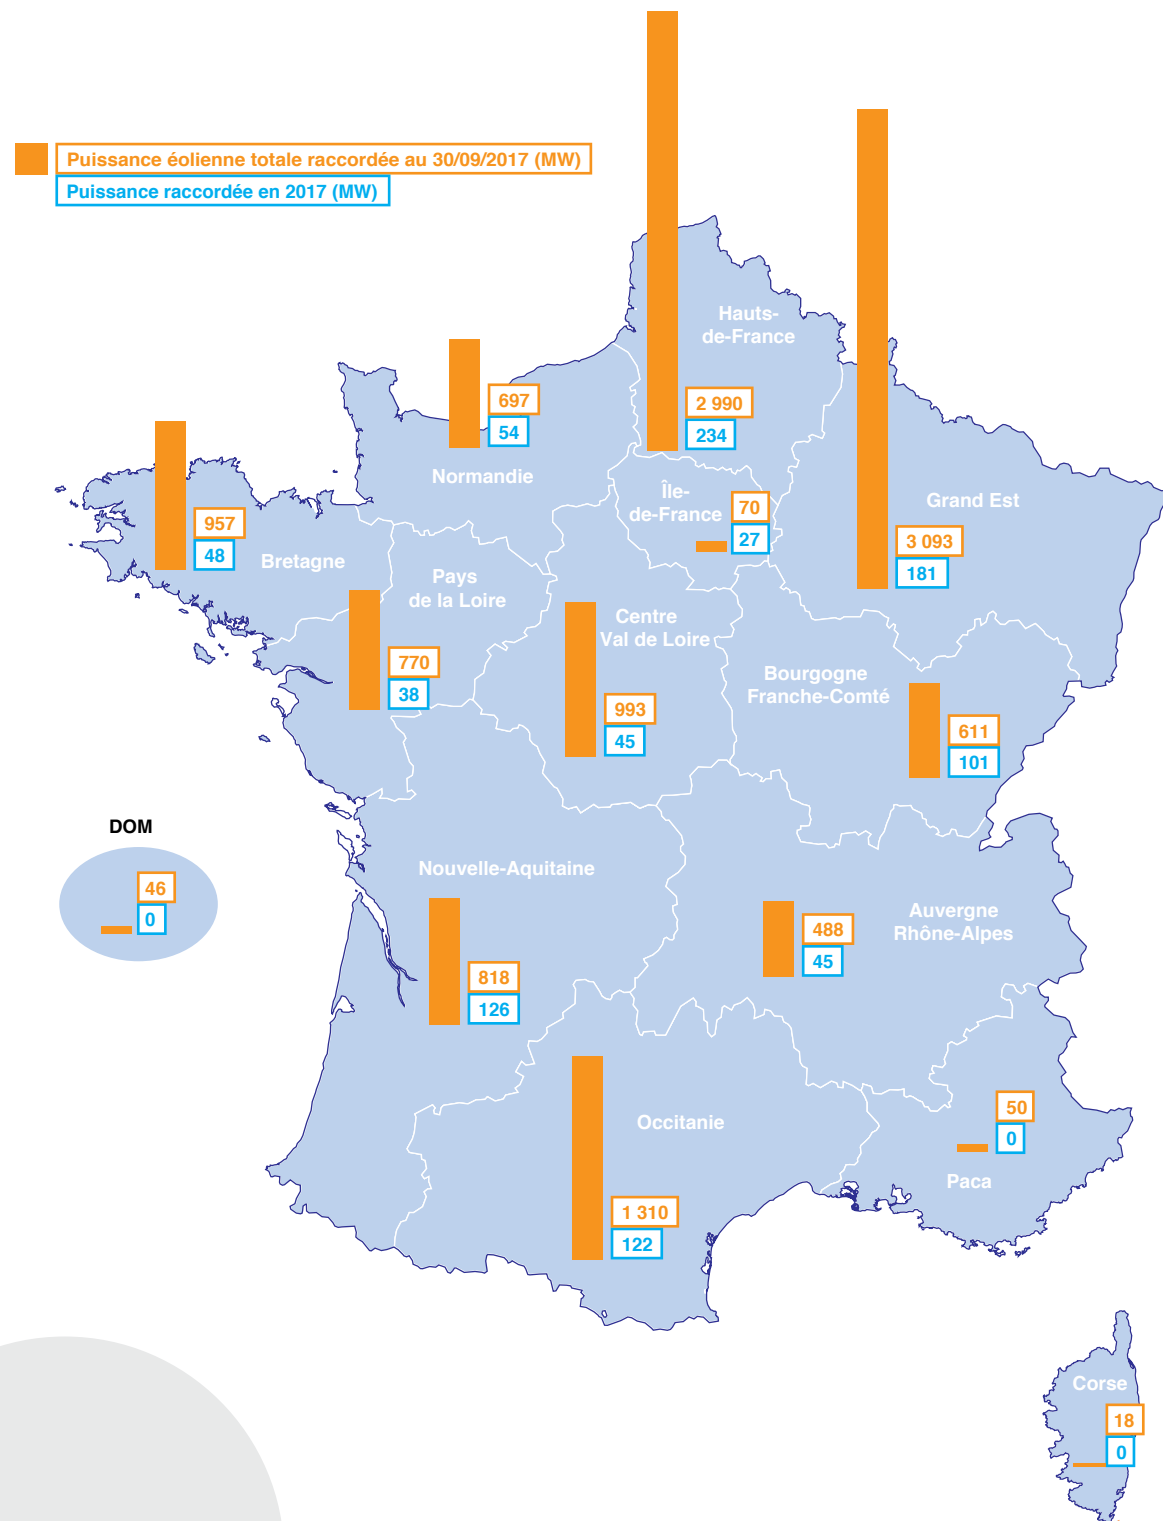 Puissance éolienne totale raccordée au 30/09/2017 (MW)
Puissance raccordée en 2017 (MW)
Hauts-
de-France
2 990
234
697
54
Normandie
Île-
de-France
70
27
Grand Est
3 093
181
957
48
Bretagne
Pays
de la Loire
770
38
Centre
Val de Loire
993
45
Bourgogne
Franche-Comté
611
101
DOM
46
0
Nouvelle-Aquitaine
818
126
Auvergne
Rhône-Alpes
488
45
Occitanie
1 310
122
50
0
Paca
Corse
18
0